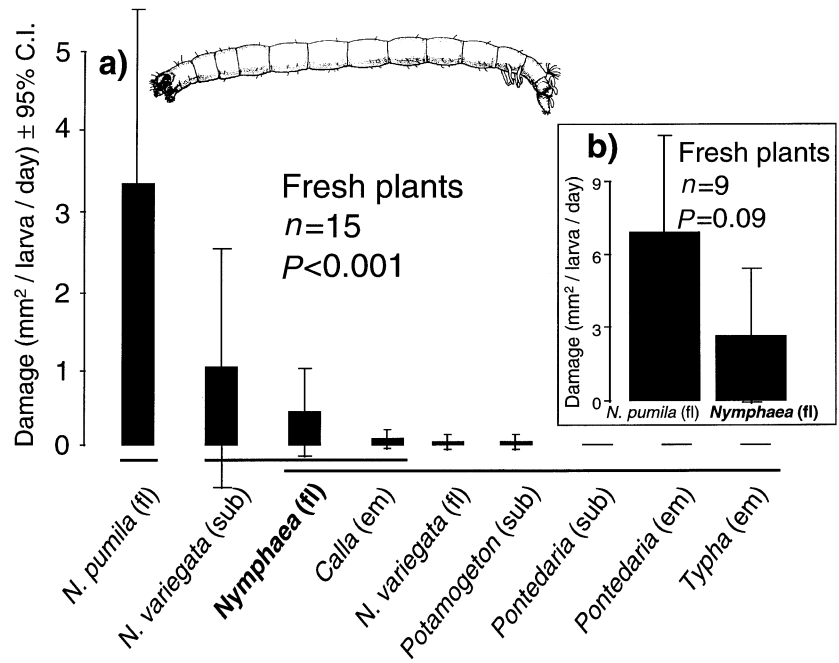 a)
Damage (mm² / larva / day) ± 95% C.I.
5
4
3
2
1
0
Fresh plants
n=15
P<0.001
N. pumila (fl)
N. variegata (sub)
Nymphaea (fl)
Calla (em)
N. variegata (fl)
Potamogeton (sub)
Pontedaria (sub)
Pontedaria (em)
Typha (em)
b)
Damage (mm² / larva / day)
9
6
3
0
Fresh plants
n=9
P=0.09
N. pumila (fl)
Nymphaea (fl)